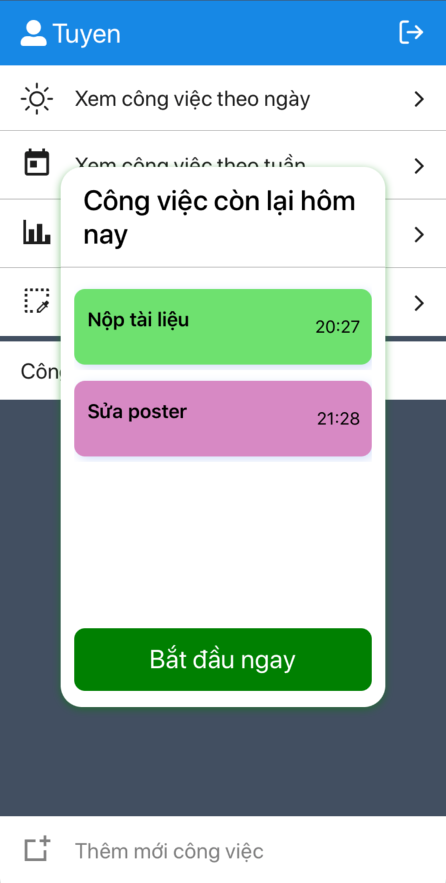 Tuyen
Xem công việc theo ngày
Xem công việc theo tuần
Công việc còn lại hôm
nay
Nộp tài liệu
20:27
Sửa poster
21:28
Bắt đầu ngay
Thêm mới công việc